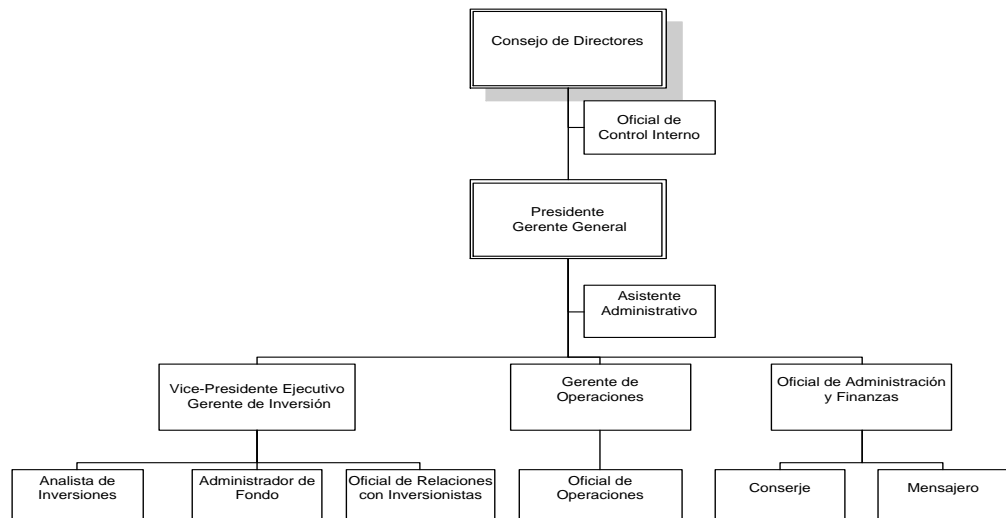 Consejo de Directores
Oficial de
Control Interno
Presidente
Gerente General
Asistente
Administrativo
Vice-Presidente Ejecutivo
Gerente de Inversión
Gerente de
Operaciones
Oficial de Administración
y Finanzas
Analista de
Inversiones
Administrador de
Fondo
Oficial de Relaciones
con Inversionistas
Oficial de
Operaciones
Conserje
Mensajero